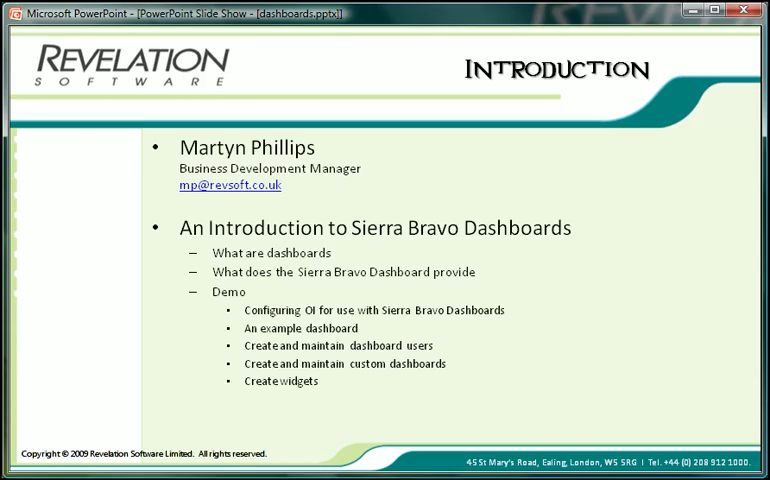 Microsoft PowerPoint - [PowerPoint Slide Show - [dashboards.pptx]]
REVELATION
SOFTWARE
INTRODUCTION
• Martyn Phillips
Business Development Manager
mp@revsoft.co.uk
• An Introduction to Sierra Bravo Dashboards
– What are dashboards
– What does the Sierra Bravo Dashboard provide
– Demo
▪ Configuring OI for use with Sierra Bravo Dashboards
▪ An example dashboard
▪ Create and maintain dashboard users
▪ Create and maintain custom dashboards
▪ Create widgets
Copyright © 2009 Revelation Software Limited. All rights reserved.
45 St Mary's Road, Ealing, London, W5 5RG | Tel. +44 (0) 208 912 1000.